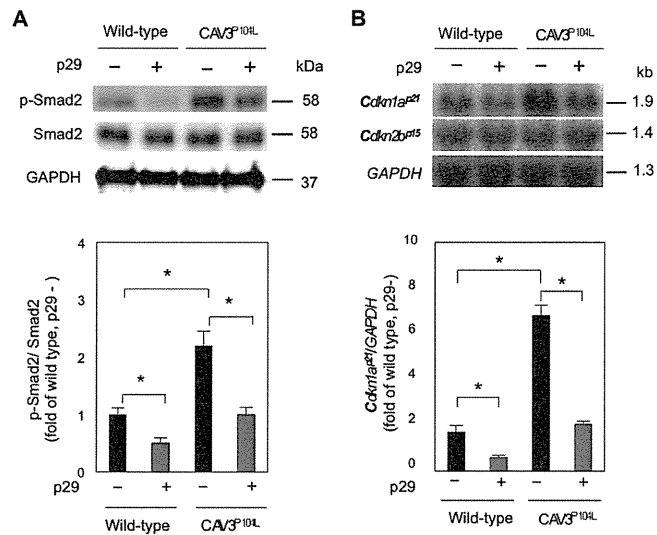 A
Wild-type CAV3P104L
p29 − + − + kDa
p-Smad2 58
Smad2 58
GAPDH 37
4
3
2
1
0
p-Smad2/ Smad2
(fold of wild type, p29 - )
* * *
p29 − + − +
Wild-type CAV3P104L
B
Wild-type CAV3P104L
p29 − + − + kb
Cdkn1ap21 1.9
Cdkn2bp15 1.4
GAPDH 1.3
10
8
6
4
2
0
Cdkn1ap21/GAPDH
(fold of wild type, p29-)
* * *
p29 − + − +
Wild-type CAV3P104L